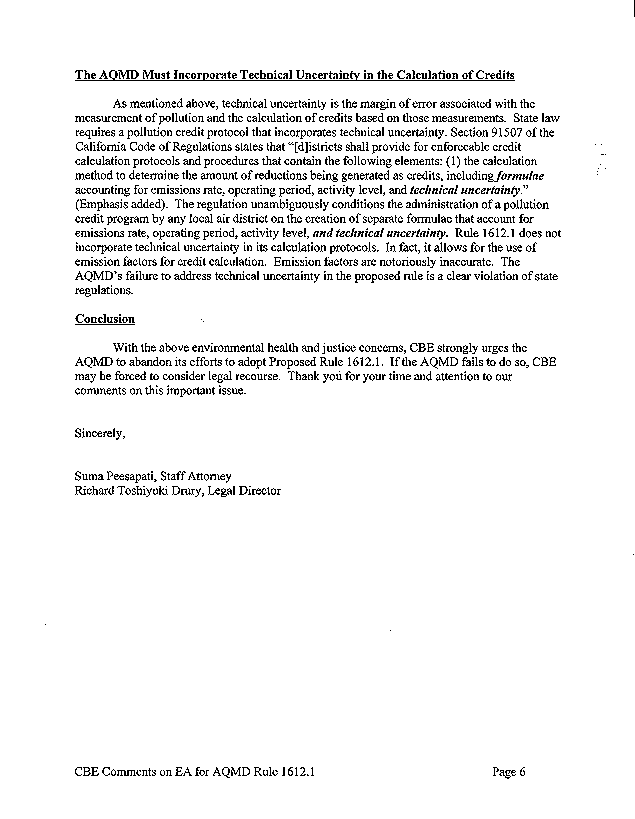 The AQMD Must Incorporate Technical Uncertainty in the Calculation of Credits
As mentioned above, technical uncertainty is the margin of error associated with the
measurement of pollution and the calculation of credits based on those measurements. State law
requires a pollution credit protocol that incorporates technical uncertainty. Section 91507 of the
California Code of Regulations states that “[d]istricts shall provide for enforceable credit
calculation protocols and procedures that contain the following elements: (1) the calculation
method to determine the amount of reductions being generated as credits, including formulae
accounting for emissions rate, operating period, activity level, and technical uncertainty.”
(Emphasis added). The regulation unambiguously conditions the administration of a pollution
credit program by any local air district on the creation of separate formulae that account for
emissions rate, operating period, activity level, and technical uncertainty. Rule 1612.1 does not
incorporate technical uncertainty in its calculation protocols. In fact, it allows for the use of
emission factors for credit calculation. Emission factors are notoriously inaccurate. The
AQMD’s failure to address technical uncertainty in the proposed rule is a clear violation of state
regulations.
Conclusion
With the above environmental health and justice concerns, CBE strongly urges the
AQMD to abandon its efforts to adopt Proposed Rule 1612.1. If the AQMD fails to do so, CBE
may be forced to consider legal recourse. Thank you for your time and attention to our
comments on this important issue.
Sincerely,
Suma Peesapati, Staff Attorney
Richard Toshiyoki Drury, Legal Director
CBE Comments on EA for AQMD Rule 1612.1 Page 6